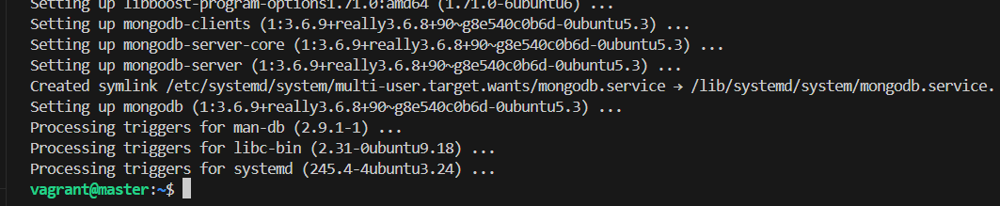 Setting up libboost-program-options1.71.0:amd64 (1.71.0-6ubuntu6) ...
Setting up mongodb-clients (1:3.6.9+really3.6.8+90~g8e540c0b6d-0ubuntu5.3) ...
Setting up mongodb-server-core (1:3.6.9+really3.6.8+90~g8e540c0b6d-0ubuntu5.3) ...
Setting up mongodb-server (1:3.6.9+really3.6.8+90~g8e540c0b6d-0ubuntu5.3) ...
Created symlink /etc/systemd/system/multi-user.target.wants/mongodb.service → /lib/systemd/system/mongodb.service.
Setting up mongodb (1:3.6.9+really3.6.8+90~g8e540c0b6d-0ubuntu5.3) ...
Processing triggers for man-db (2.9.1-1) ...
Processing triggers for libc-bin (2.31-0ubuntu9.18) ...
Processing triggers for systemd (245.4-4ubuntu3.24) ...
vagrant@master:~$